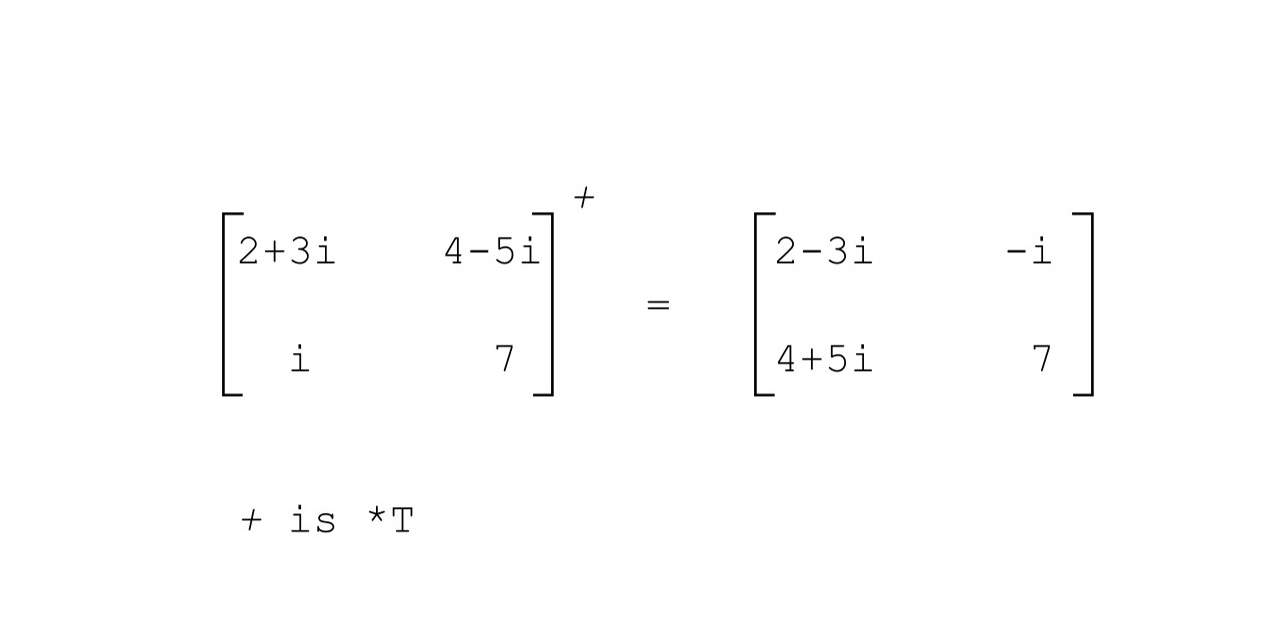 +
2+3i 4-5i 2-3i -i
=
i 7 4+5i 7
+ is *T